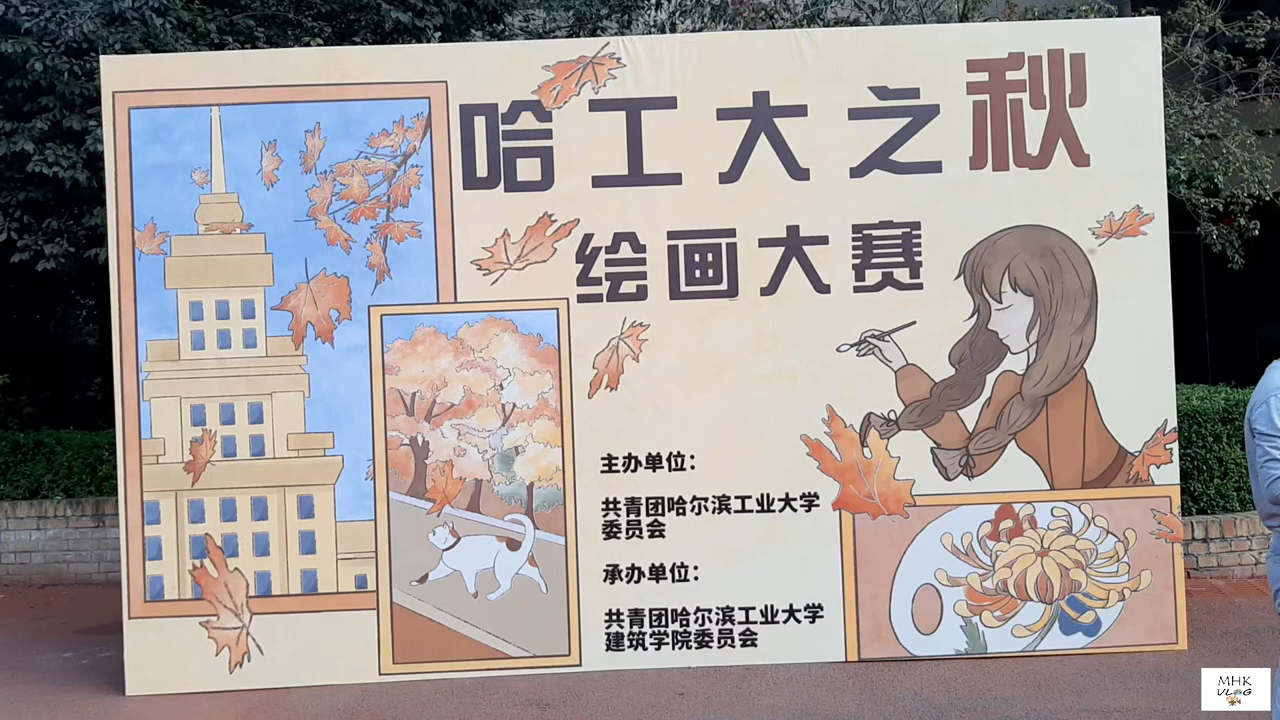 哈工大之秋
绘画大赛
主办单位:
共青团哈尔滨工业大学
委员会
承办单位:
共青团哈尔滨工业大学
建筑学院委员会
MHK
VLOG